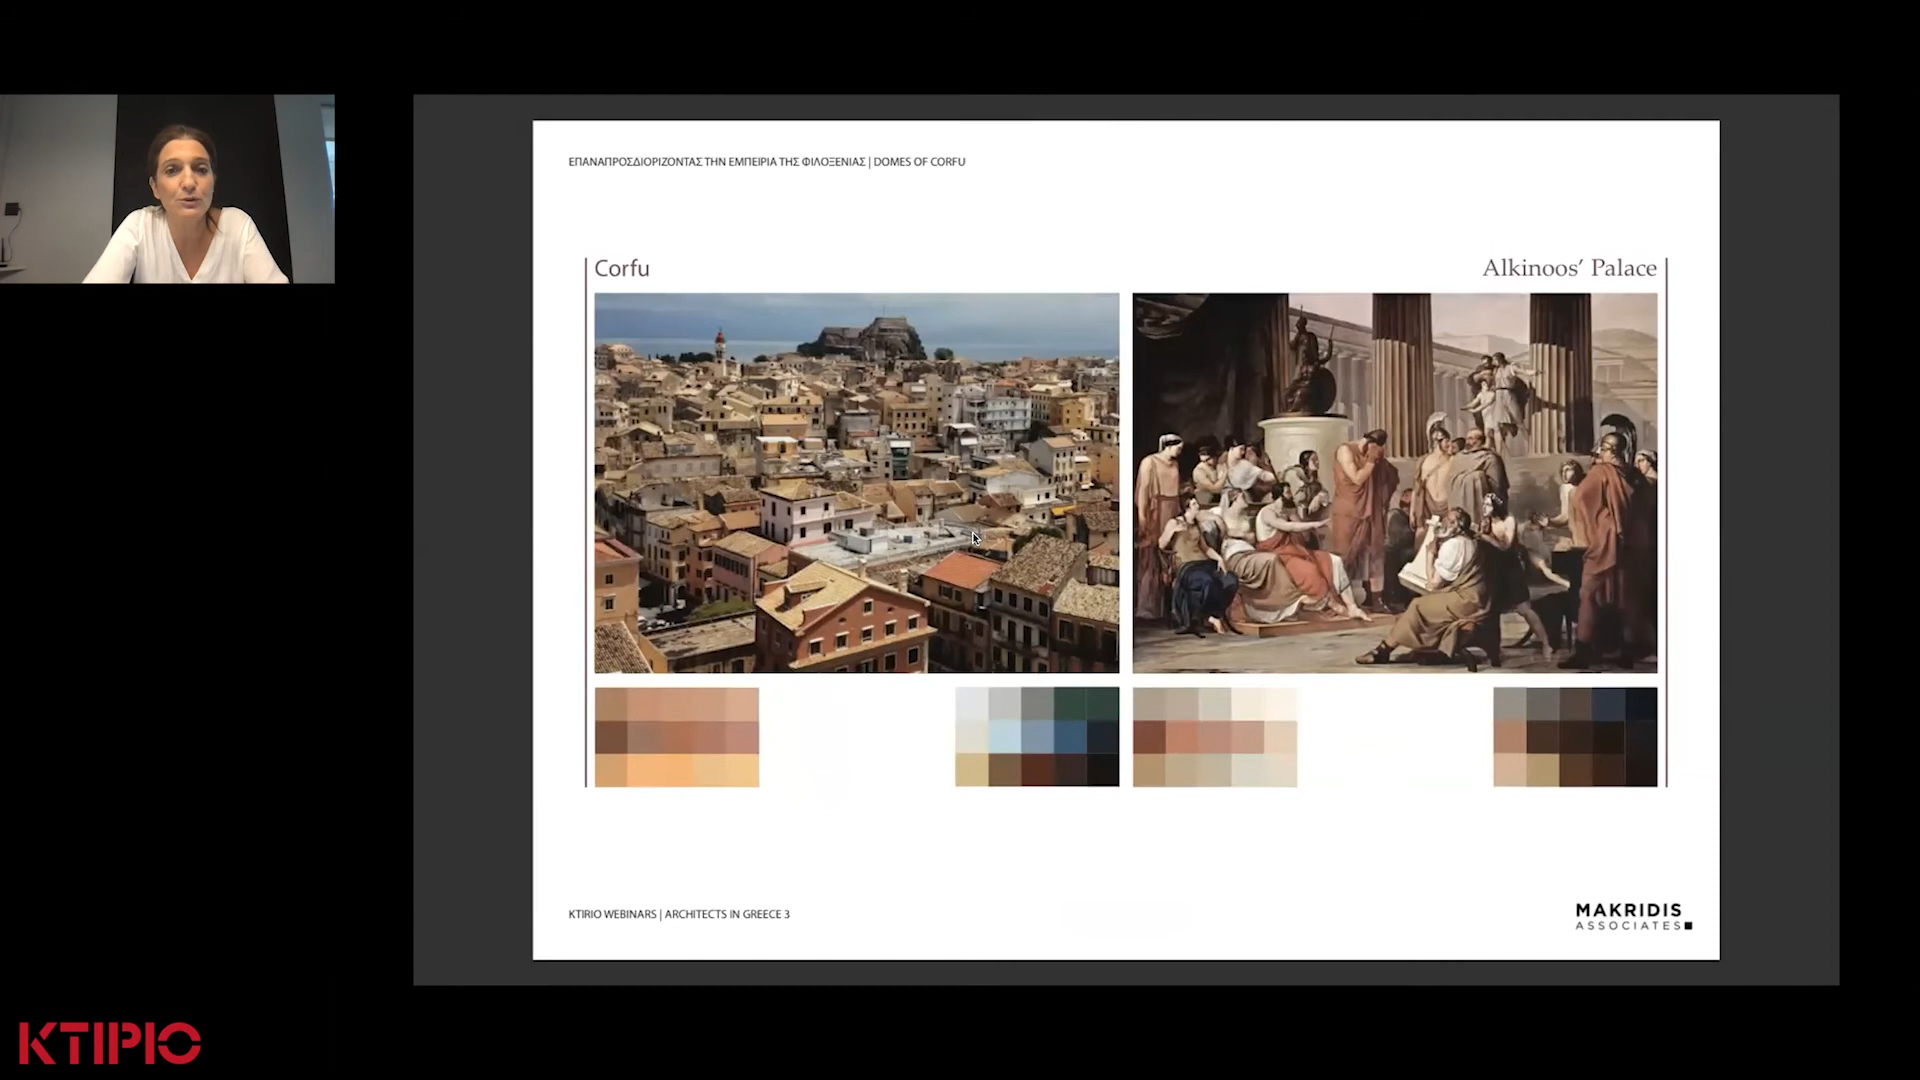 ΕΠΑΝΑΠΡΟΣΔΙΟΡΙΖΟΝΤΑΣ ΤΗΝ ΕΜΠΕΙΡΙΑ ΤΗΣ ΦΙΛΟΞΕΝΙΑΣ | DOMES OF CORFU
Corfu
Alkinoos’ Palace
KTIRIO WEBINARS | ARCHITECTS IN GREECE 3
MAKRIDIS
ASSOCIATES
ΚΤΙΡΙΟ